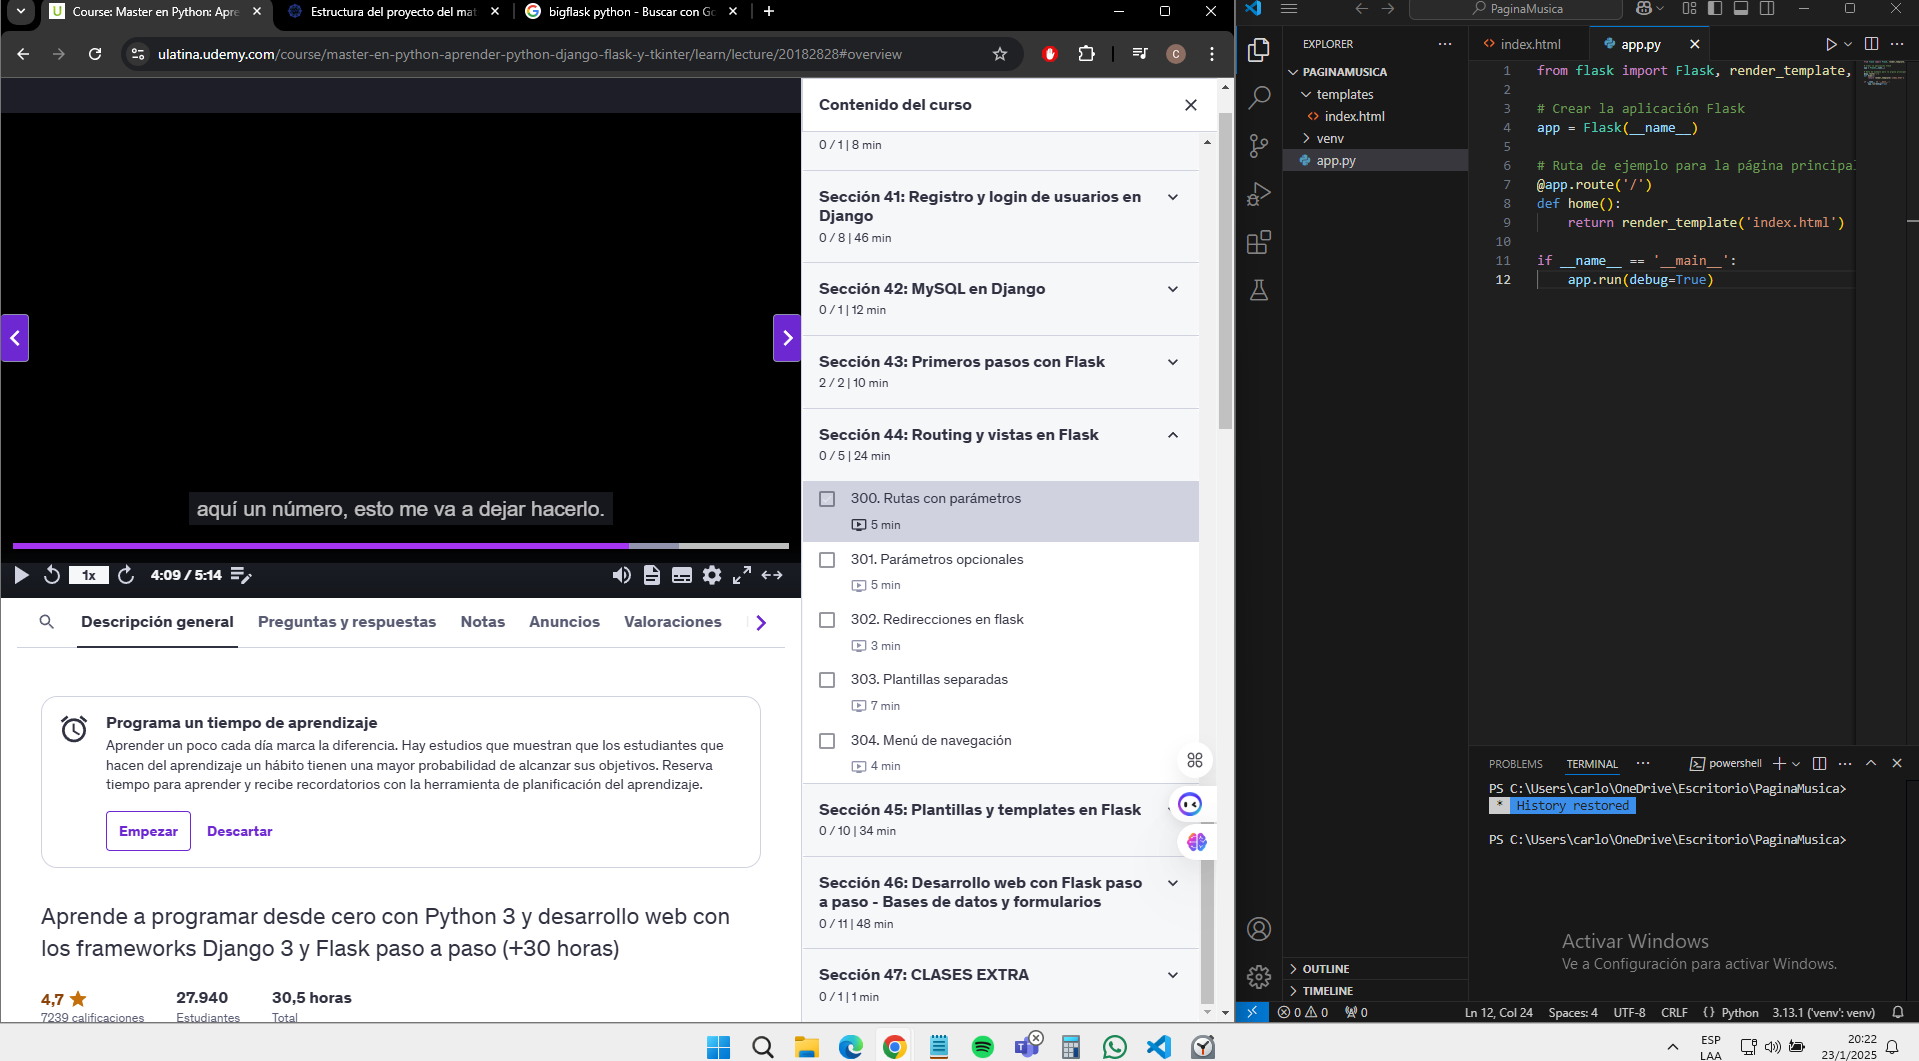 Course: Master en Python: Apre
Estructura del proyecto del mat
bigflask python - Buscar con Go
ulatina.udemy.com/course/master-en-python-aprender-python-django-flask-y-tkinter/learn/lecture/20182828#overview
C
aquí un número, esto me va a dejar hacerlo.
1x
4:09 / 5:14
Descripción general
Preguntas y respuestas
Notas
Anuncios
Valoraciones
Programa un tiempo de aprendizaje
Aprender un poco cada día marca la diferencia. Hay estudios que muestran que los estudiantes que
hacen del aprendizaje un hábito tienen una mayor probabilidad de alcanzar sus objetivos. Reserva
tiempo para aprender y recibe recordatorios con la herramienta de planificación del aprendizaje.
Empezar
Descartar
Aprende a programar desde cero con Python 3 y desarrollo web con
los frameworks Django 3 y Flask paso a paso (+30 horas)
4,7
27.940
30,5 horas
7239 calificaciones
Estudiantes
Total
Contenido del curso
0 / 1 | 8 min
Sección 41: Registro y login de usuarios en
Django
0 / 8 | 46 min
Sección 42: MySQL en Django
0 / 1 | 12 min
Sección 43: Primeros pasos con Flask
2 / 2 | 10 min
Sección 44: Routing y vistas en Flask
0 / 5 | 24 min
300. Rutas con parámetros
5 min
301. Parámetros opcionales
5 min
302. Redirecciones en flask
3 min
303. Plantillas separadas
7 min
304. Menú de navegación
4 min
Sección 45: Plantillas y templates en Flask
0 / 10 | 34 min
Sección 46: Desarrollo web con Flask paso
a paso - Bases de datos y formularios
0 / 11 | 48 min
Sección 47: CLASES EXTRA
0 / 1 | 1 min
PaginaMusica
EXPLORER
PAGINAMUSICA
templates
index.html
venv
app.py
OUTLINE
TIMELINE
index.html
app.py
1 from flask import Flask, render_template,
2
3 # Crear la aplicación Flask
4 app = Flask(__name__)
5
6 # Ruta de ejemplo para la página principal
7 @app.route('/')
8 def home():
9     return render_template('index.html')
10
11 if __name__ == '__main__':
12     app.run(debug=True)
PROBLEMS
TERMINAL
powershell
PS C:\Users\carlo\OneDrive\Escritorio\PaginaMusica>
* History restored
PS C:\Users\carlo\OneDrive\Escritorio\PaginaMusica>
Activar Windows
Ve a Configuración para activar Windows.
0 0 0
Ln 12, Col 24
Spaces: 4
UTF-8
CRLF
{} Python
3.13.1 ('venv': venv)
ESP
LAA
20:22
23/1/2025